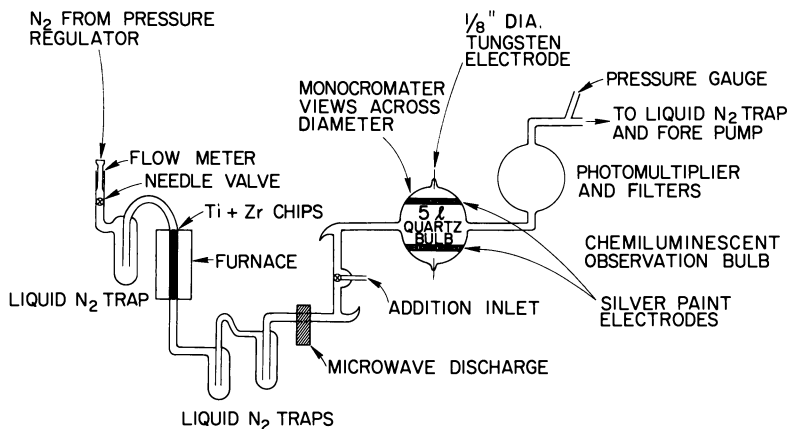 N2 FROM PRESSURE
REGULATOR
FLOW METER
NEEDLE VALVE
Ti + Zr CHIPS
FURNACE
LIQUID N2 TRAP
LIQUID N2 TRAPS
MICROWAVE DISCHARGE
ADDITION INLET
MONOCROMATER
VIEWS ACROSS
DIAMETER
1/8" DIA.
TUNGSTEN
ELECTRODE
5 ℓ
QUARTZ
BULB
PRESSURE GAUGE
TO LIQUID N2 TRAP
AND FORE PUMP
PHOTOMULTIPLIER
AND FILTERS
CHEMILUMINESCENT
OBSERVATION BULB
SILVER PAINT
ELECTRODES